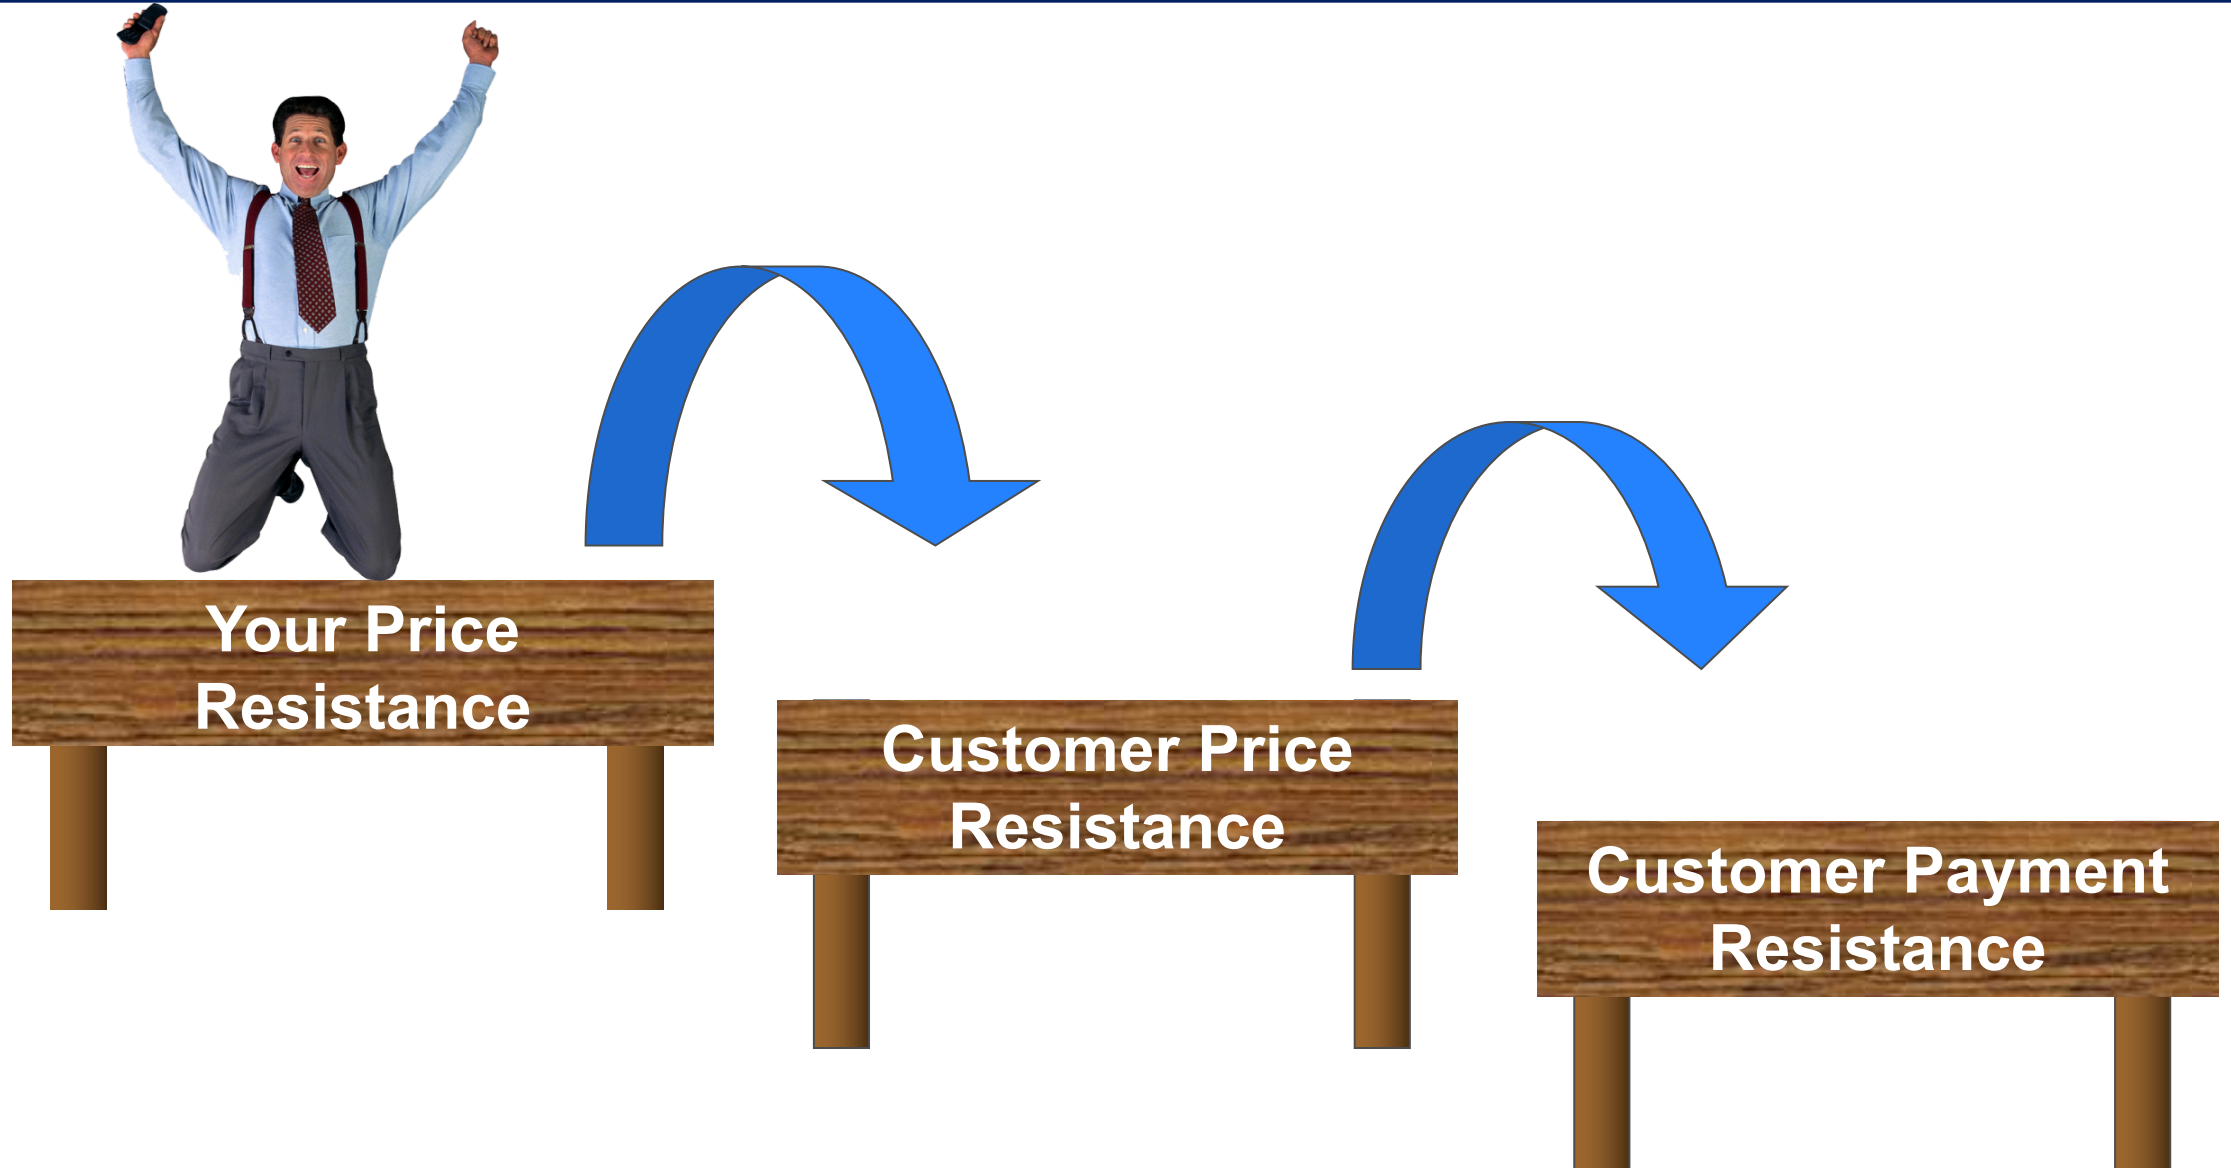 Your Price
Resistance
Customer Price
Resistance
Customer Payment
Resistance